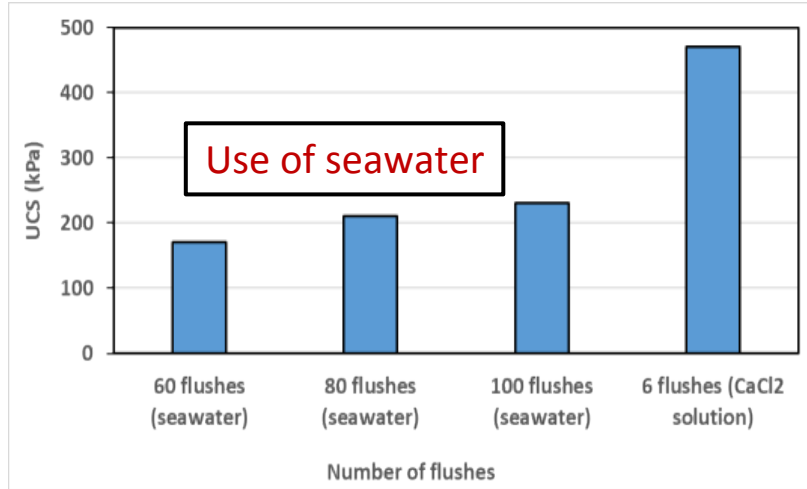 500
400
300
200
100
0
UCS (kPa)
Use of seawater
60 flushes
(seawater)
80 flushes
(seawater)
100 flushes
(seawater)
6 flushes (CaCl2
solution)
Number of flushes